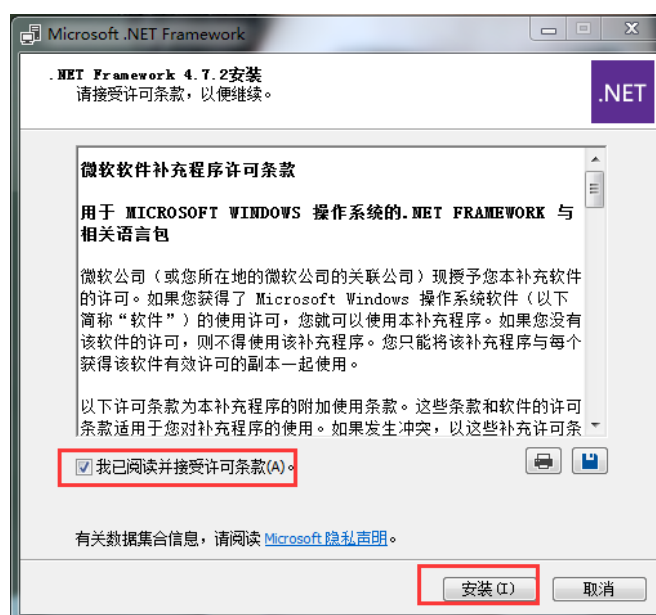 Microsoft .NET Framework
.NET Framework 4.7.2安装
请接受许可条款，以便继续。
.NET
微软软件补充程序许可条款
用于 MICROSOFT WINDOWS 操作系统的.NET FRAMEWORK 与
相关语言包
微软公司（或您所在地的微软公司的关联公司）现授予您本补充软件
的许可。如果您获得了 Microsoft Windows 操作系统软件（以下
简称“软件”）的使用许可，您就可以使用本补充程序。如果您没有
该软件的许可，则不得使用该补充程序。您只能将该补充程序与每个
获得该软件有效许可的副本一起使用。
以下许可条款为本补充程序的附加使用条款。这些条款和软件的许可
条款适用于您对补充程序的使用。如果发生冲突，以这些补充许可条
我已阅读并接受许可条款(A)。
有关数据集合信息，请阅读 Microsoft 隐私声明。
安装(I)
取消